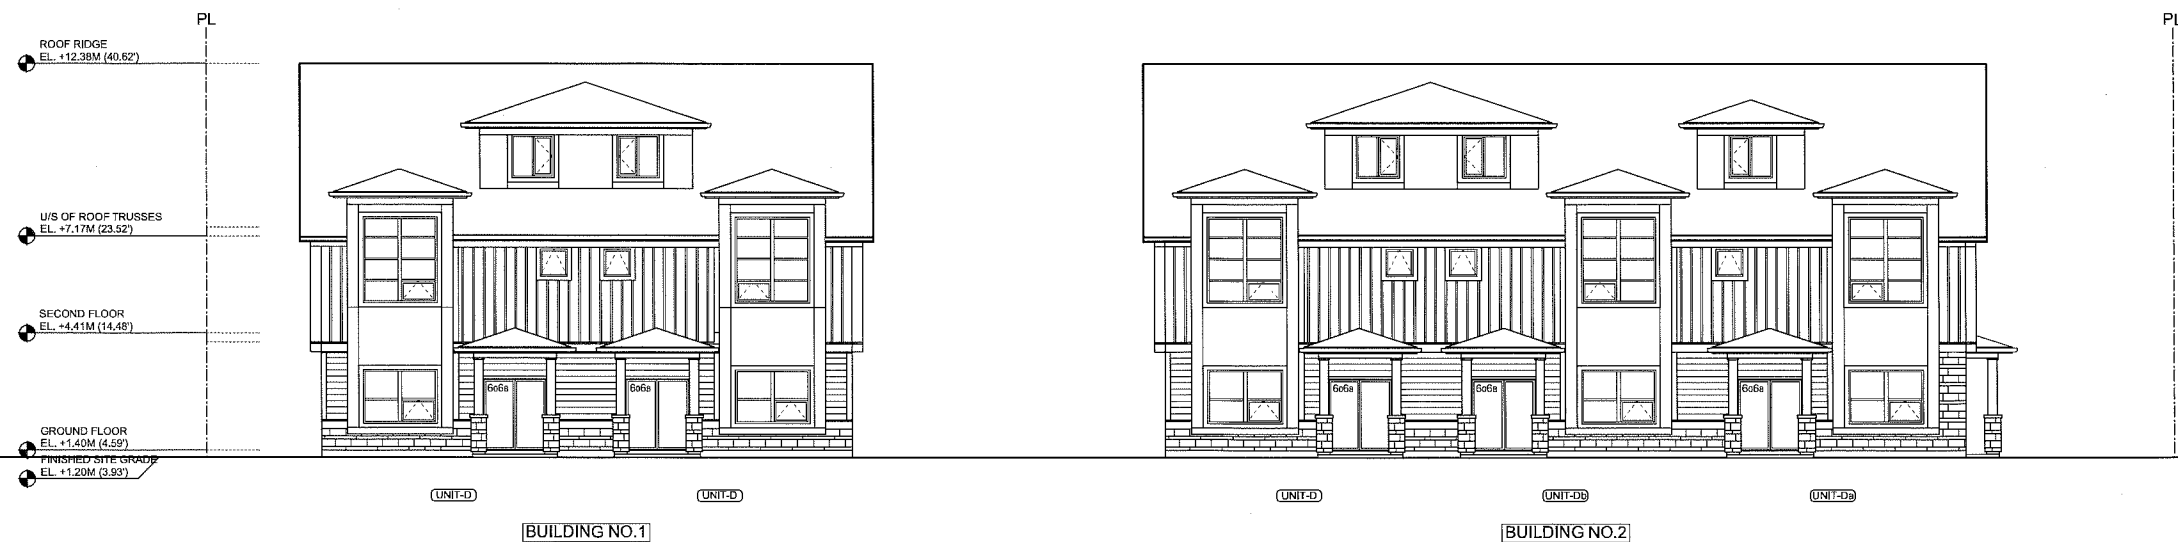 PL
PL
ROOF RIDGE
EL. +12.38M (40.62')
U/S OF ROOF TRUSSES
EL. +7.17M (23.52')
SECOND FLOOR
EL. +4.41M (14.48')
GROUND FLOOR
EL. +1.40M (4.59')
FINISHED SITE GRADE
EL. +1.20M (3.93')
6068
6068
6068
6068
6068
UNIT-D
UNIT-D
UNIT-D
UNIT-Db
UNIT-Da
BUILDING NO.1
BUILDING NO.2